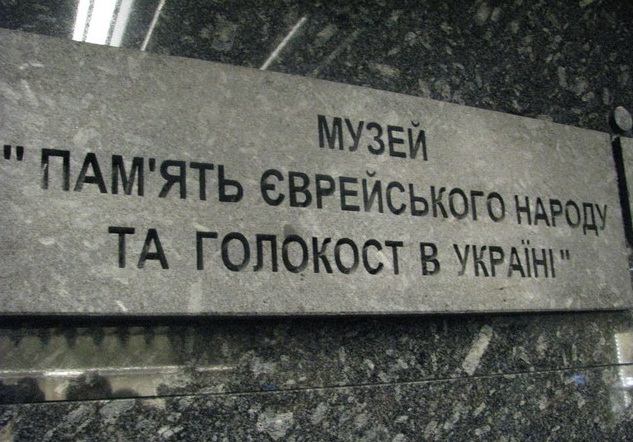 МУЗЕЙ
"ПАМ'ЯТЬ ЄВРЕЙСЬКОГО НАРОДУ
ТА ГОЛОКОСТ В УКРАЇНІ"